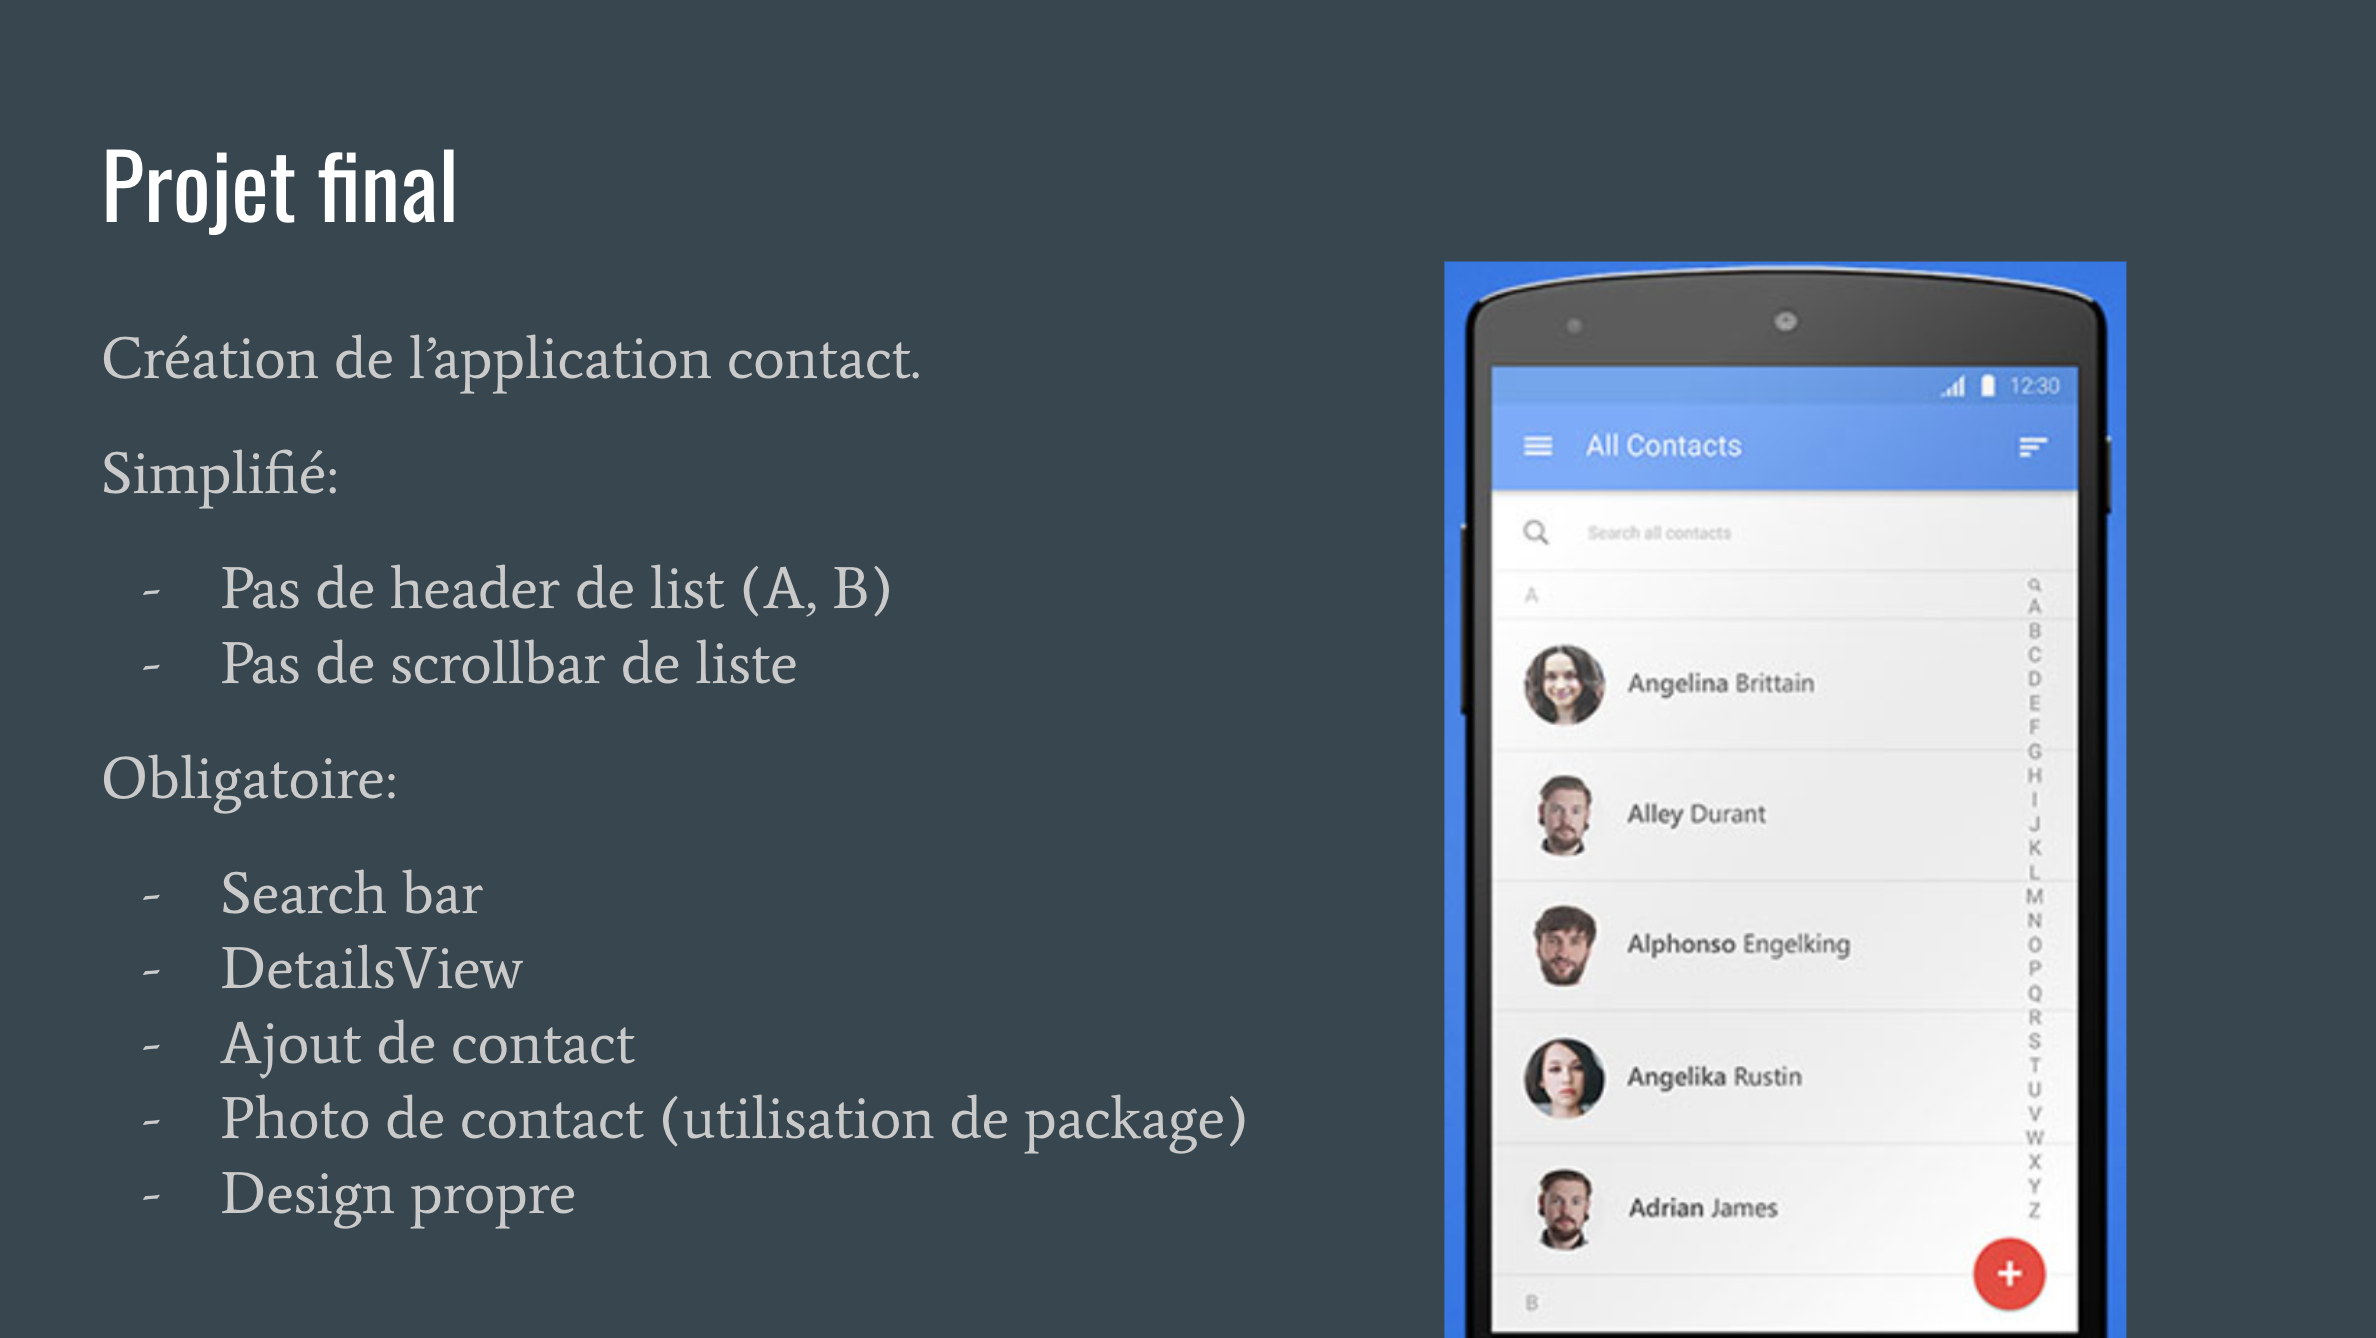 Projet final
Création de l’application contact.
Simplifié:
- Pas de header de list (A, B)
- Pas de scrollbar de liste
Obligatoire:
- Search bar
- DetailsView
- Ajout de contact
- Photo de contact (utilisation de package)
- Design propre
12:30
All Contacts
Search all contacts
A
Angelina Brittain
Alley Durant
Alphonso Engelking
Angelika Rustin
Adrian James
B
A
B
C
D
E
F
G
H
I
J
K
L
M
N
O
P
Q
R
S
T
U
V
W
X
Y
Z
+